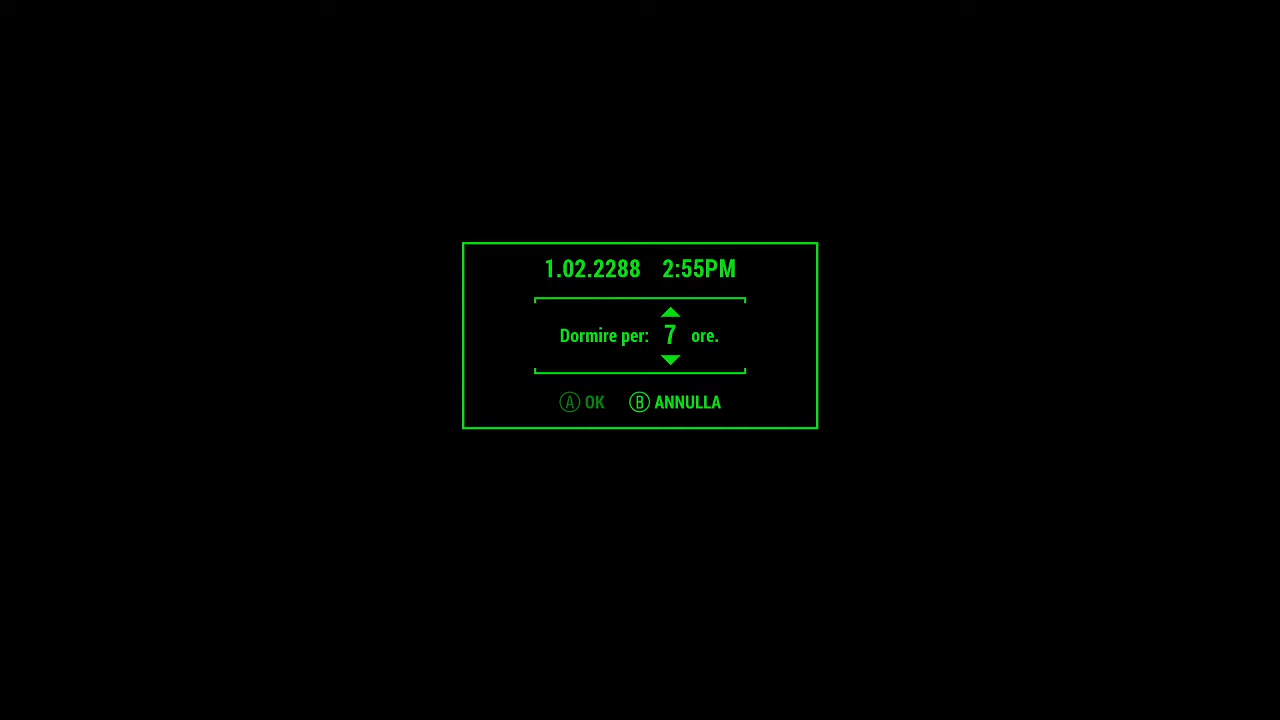 1.02.2288 2:55PM
Dormire per: 7 ore.
Ⓐ OK Ⓑ ANNULLA